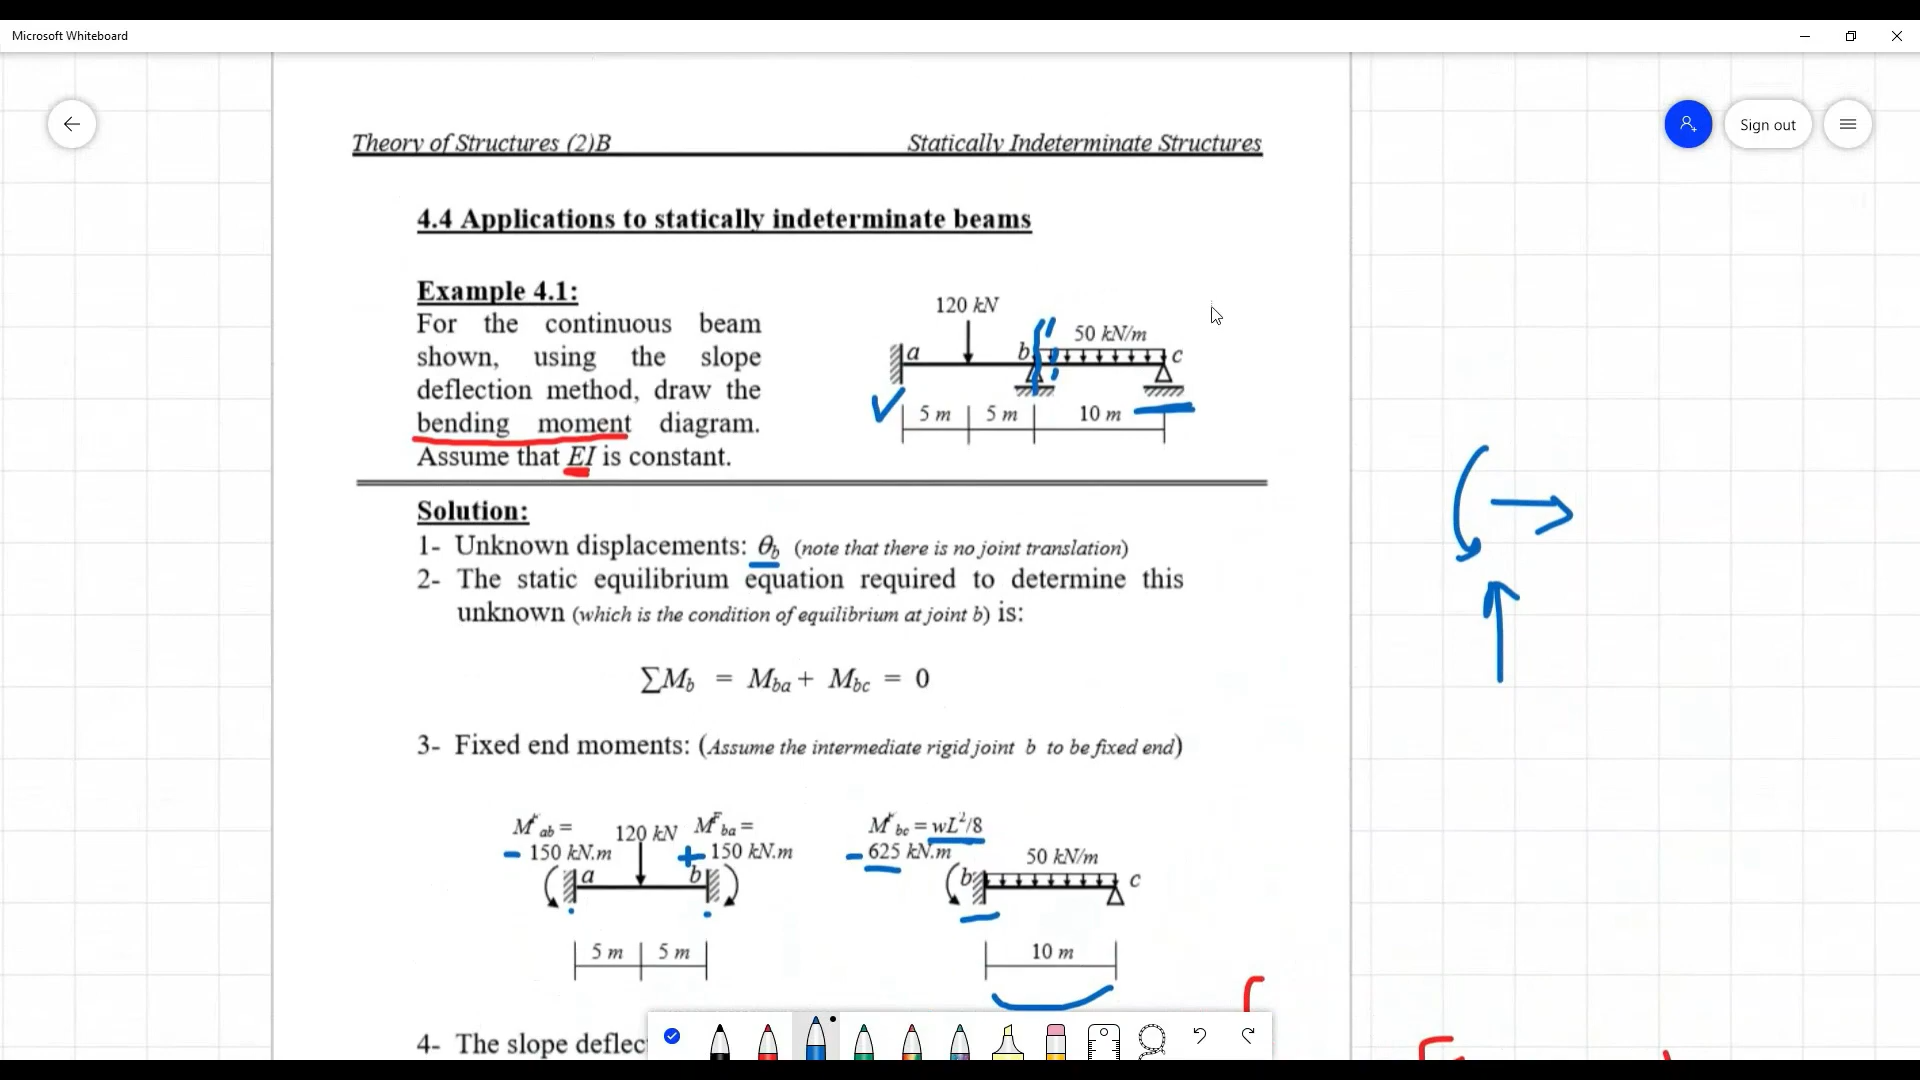 Microsoft Whiteboard
Sign out
Theory of Structures (2)B Statically Indeterminate Structures
4.4 Applications to statically indeterminate beams
Example 4.1:
For the continuous beam
shown, using the slope
deflection method, draw the
bending moment diagram.
Assume that EI is constant.
120 kN
50 kN/m
a b c
5 m 5 m 10 m
Solution:
1- Unknown displacements: θb (note that there is no joint translation)
2- The static equilibrium equation required to determine this
unknown (which is the condition of equilibrium at joint b) is:
∑Mb = Mba + Mbc = 0
3- Fixed end moments: (Assume the intermediate rigid joint b to be fixed end)
M^F ab = 120 kN M^F ba = M^F bc = wL²/8
- 150 kN.m + 150 kN.m - 625 kN.m 50 kN/m
a b b c
5 m 5 m 10 m
4- The slope deflec